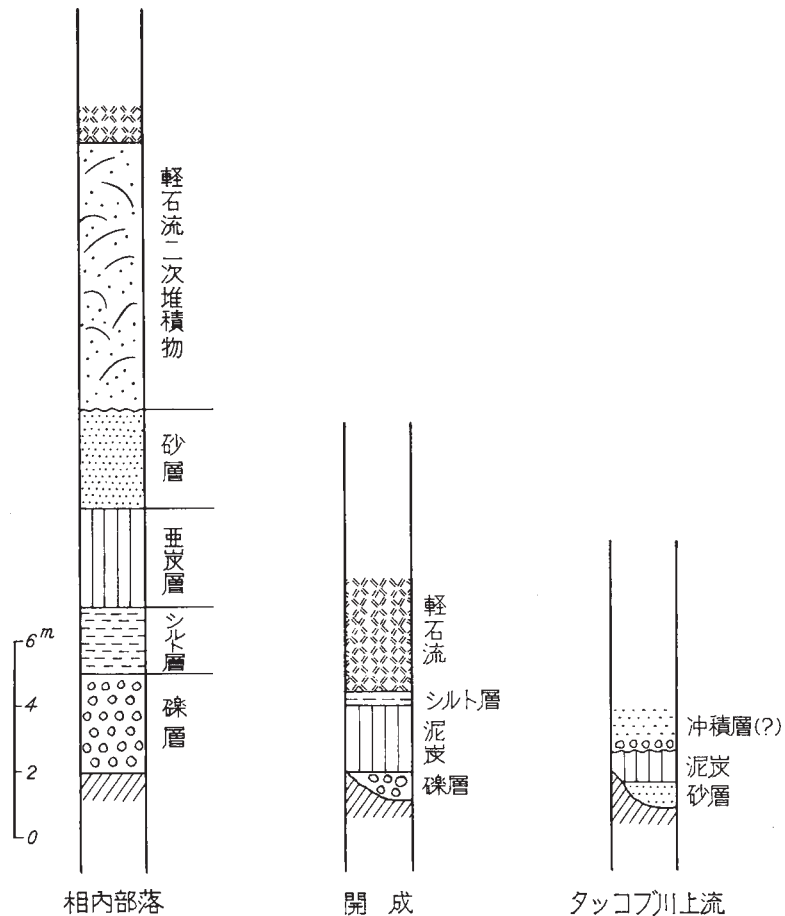 軽石流二次堆積物
砂層
亜炭層
シルト層
礫層
6m
4
2
0
相内部落
軽石流
シルト層
泥炭
礫層
開成
冲積層(?)
泥炭
砂層
タッコブ川上流